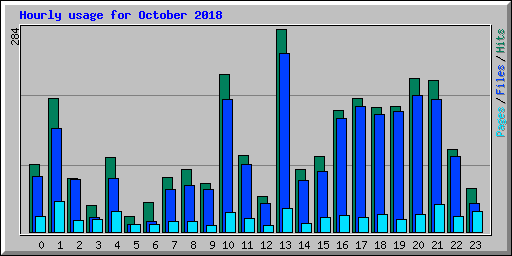 Hourly usage for October 2018
284
Pages/Files/Hits
0 1 2 3 4 5 6 7 8 9 10 11 12 13 14 15 16 17 18 19 20 21 22 23